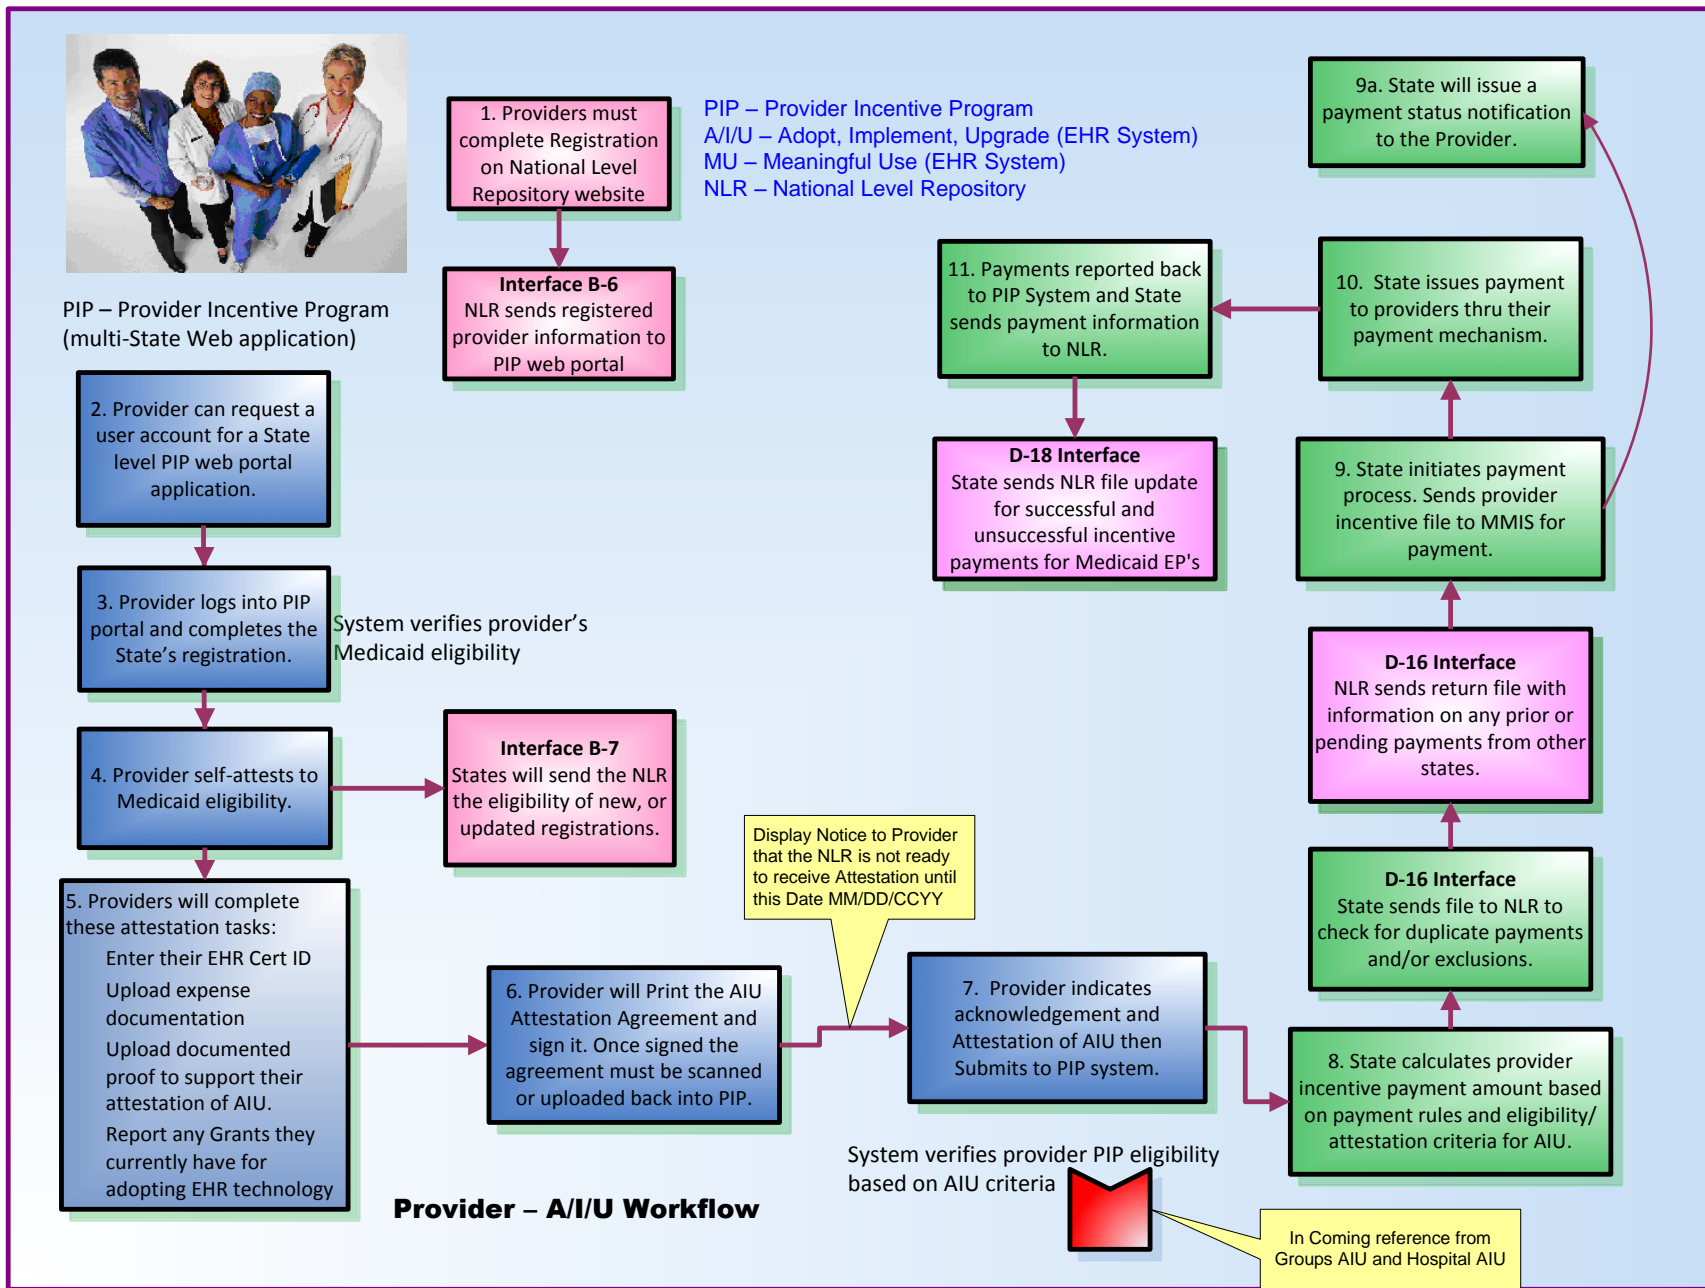 1. Providers must
complete Registration
on National Level
Repository website
PIP – Provider Incentive Program
A/I/U – Adopt, Implement, Upgrade (EHR System)
MU – Meaningful Use (EHR System)
NLR – National Level Repository
Interface B-6
NLR sends registered
provider information to
PIP web portal
PIP – Provider Incentive Program
(multi-State Web application)
2. Provider can request a
user account for a State
level PIP web portal
application.
3. Provider logs into PIP
portal and completes the
State’s registration.
System verifies provider’s
Medicaid eligibility
4. Provider self-attests to
Medicaid eligibility.
Interface B-7
States will send the NLR
the eligibility of new, or
updated registrations.
5. Providers will complete
these attestation tasks:
Enter their EHR Cert ID
Upload expense
documentation
Upload documented
proof to support their
attestation of AIU.
Report any Grants they
currently have for
adopting EHR technology
6. Provider will Print the AIU
Attestation Agreement and
sign it. Once signed the
agreement must be scanned
or uploaded back into PIP.
Display Notice to Provider
that the NLR is not ready
to receive Attestation until
this Date MM/DD/CCYY
7. Provider indicates
acknowledgement and
Attestation of AIU then
Submits to PIP system.
System verifies provider PIP eligibility
based on AIU criteria
In Coming reference from
Groups AIU and Hospital AIU
8. State calculates provider
incentive payment amount based
on payment rules and eligibility/
attestation criteria for AIU.
D-16 Interface
State sends file to NLR to
check for duplicate payments
and/or exclusions.
D-16 Interface
NLR sends return file with
information on any prior or
pending payments from other
states.
9. State initiates payment
process. Sends provider
incentive file to MMIS for
payment.
9a. State will issue a
payment status notification
to the Provider.
10. State issues payment
to providers thru their
payment mechanism.
11. Payments reported back
to PIP System and State
sends payment information
to NLR.
D-18 Interface
State sends NLR file update
for successful and
unsuccessful incentive
payments for Medicaid EP's
Provider – A/I/U Workflow